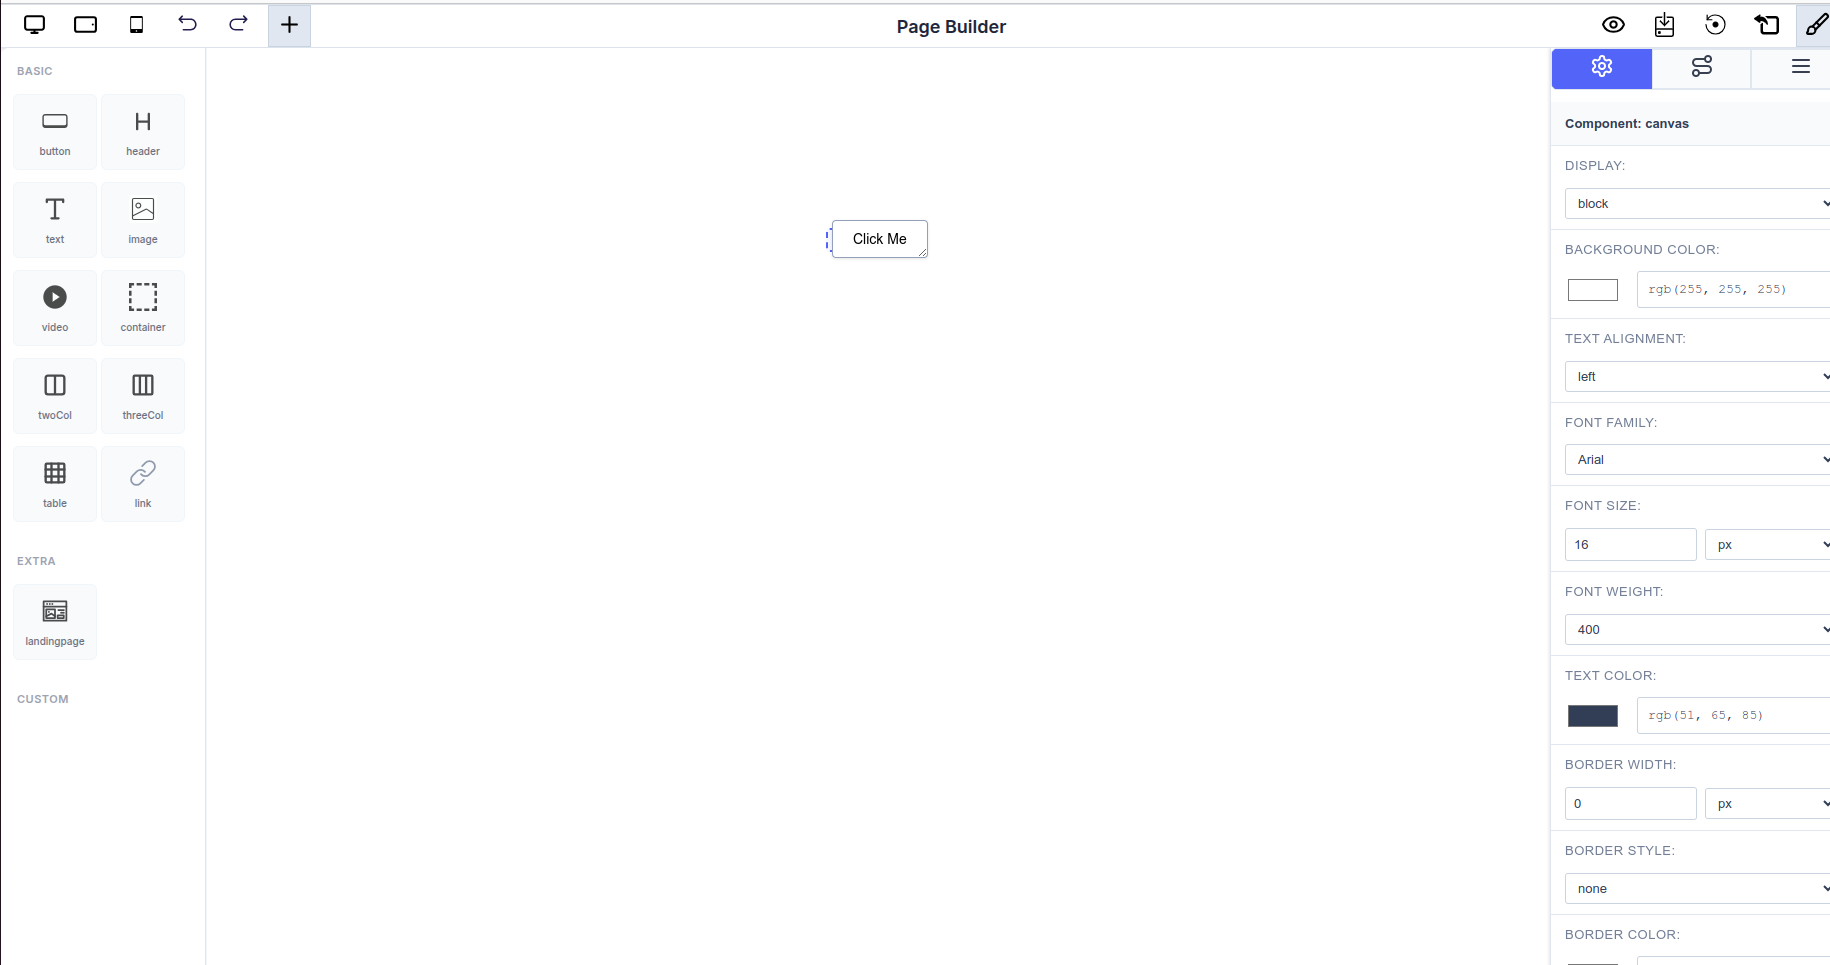 Page Builder
BASIC
button
header
text
image
video
container
twoCol
threeCol
table
link
EXTRA
landingpage
CUSTOM
Click Me
Component: canvas
DISPLAY:
block
BACKGROUND COLOR:
rgb(255, 255, 255)
TEXT ALIGNMENT:
left
FONT FAMILY:
Arial
FONT SIZE:
16 px
FONT WEIGHT:
400
TEXT COLOR:
rgb(51, 65, 85)
BORDER WIDTH:
0 px
BORDER STYLE:
none
BORDER COLOR: